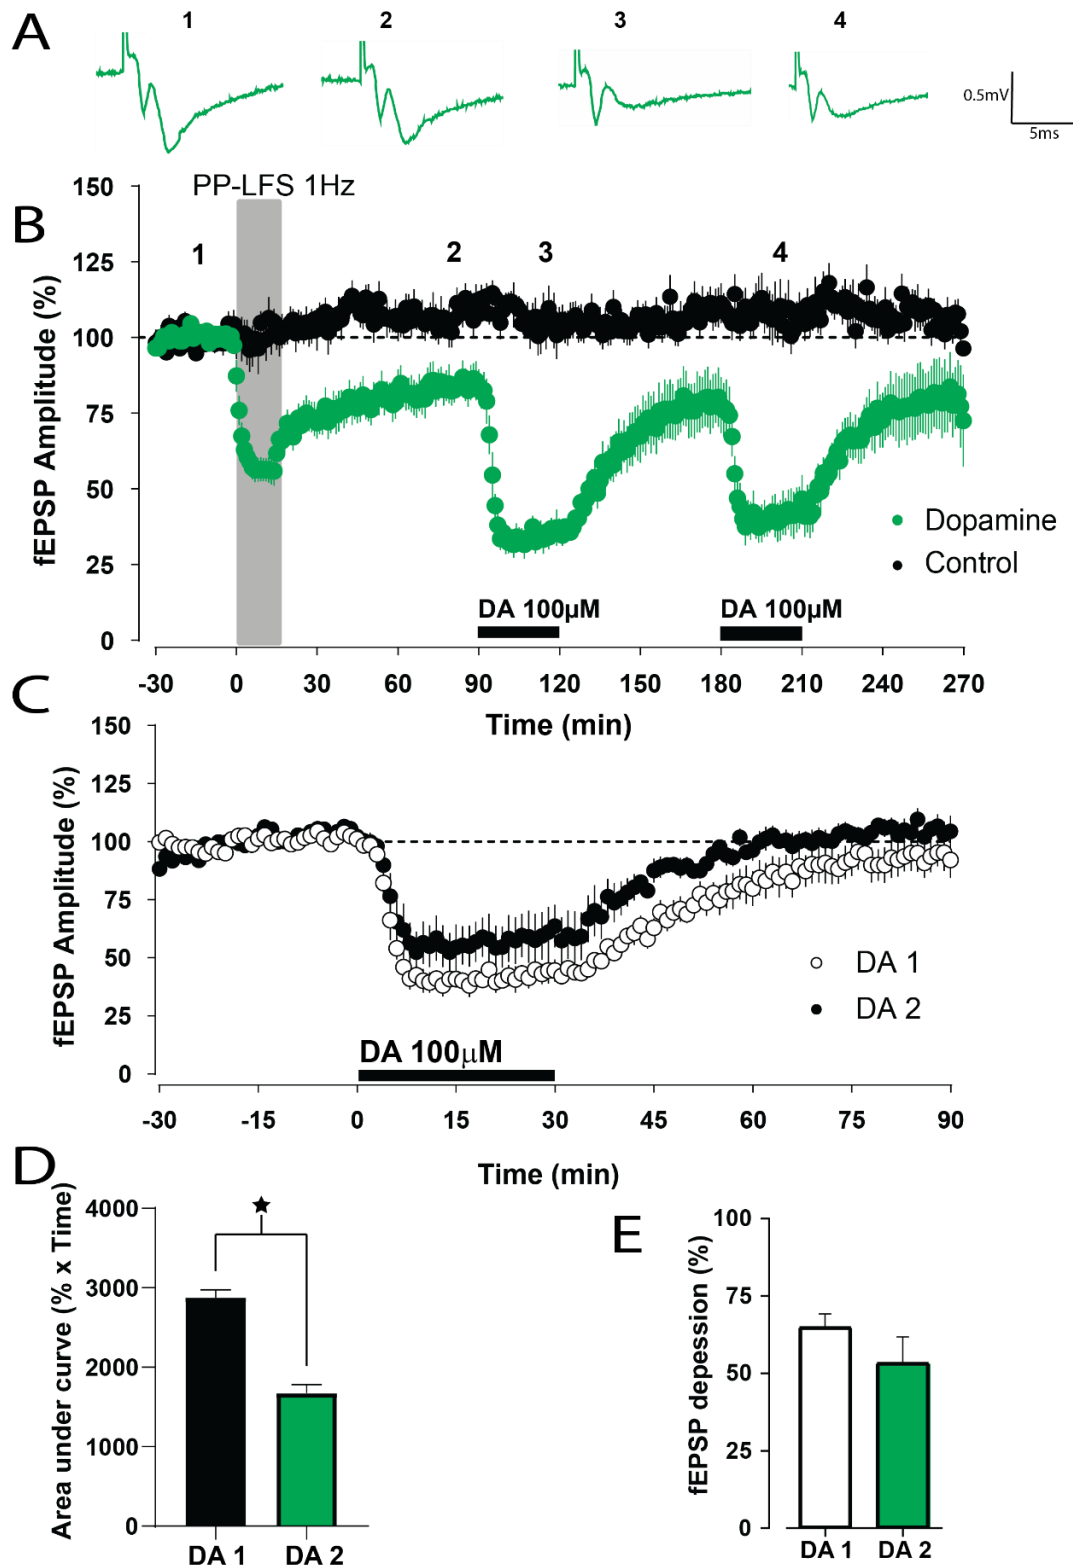 A
1 2 3 4
0.5mV
5ms
B
PP-LFS 1Hz
150
125
100
75
50
25
0
fEPSP Amplitude (%)
1 2 3 4
Dopamine
Control
DA 100µM DA 100µM
-30 0 30 60 90 120 150 180 210 240 270
Time (min)
C
150
125
100
75
50
25
0
fEPSP Amplitude (%)
DA 1
DA 2
DA 100µM
-30 -15 0 15 30 45 60 75 90
Time (min)
D
4000
3000
2000
1000
0
Area under curve (% x Time)
DA 1 DA 2
E
100
75
50
25
0
fEPSP depession (%)
DA 1 DA 2